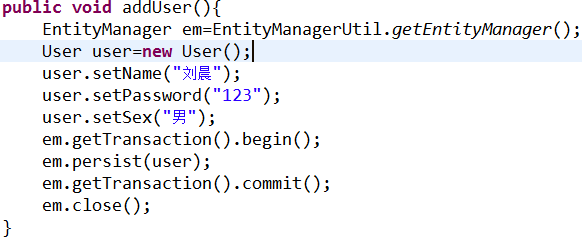 public void addUser(){
    EntityManager em=EntityManagerUtil.getEntityManager();
    User user=new User();
    user.setName("刘晨");
    user.setPassword("123");
    user.setSex("男");
    em.getTransaction().begin();
    em.persist(user);
    em.getTransaction().commit();
    em.close();
}